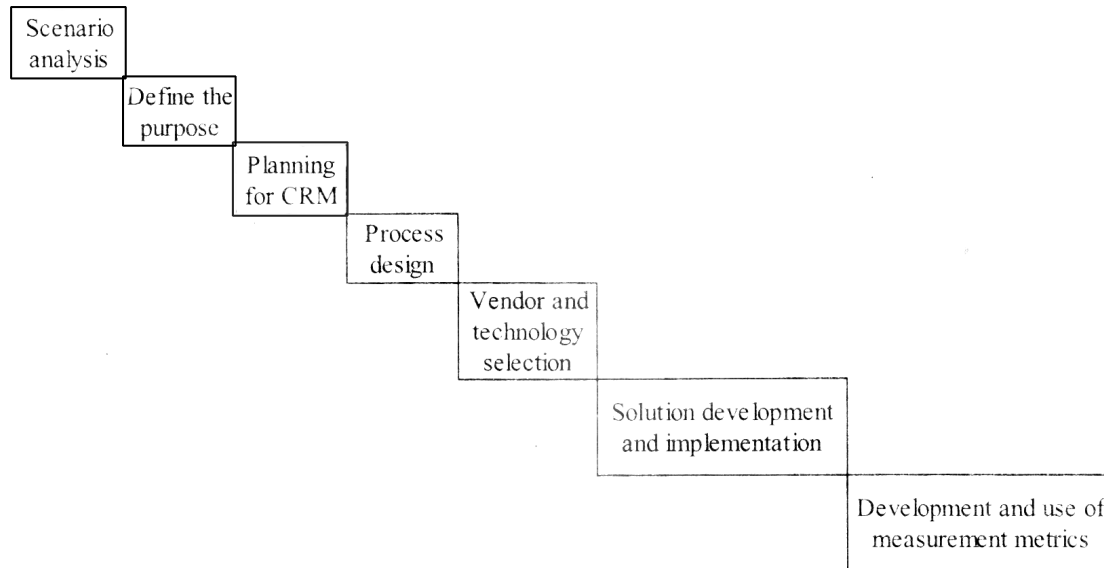 Scenario
analysis
Define the
purpose
Planning
for CRM
Process
design
Vendor and
technology
selection
Solution development
and implementation
Development and use of
measurement metrics